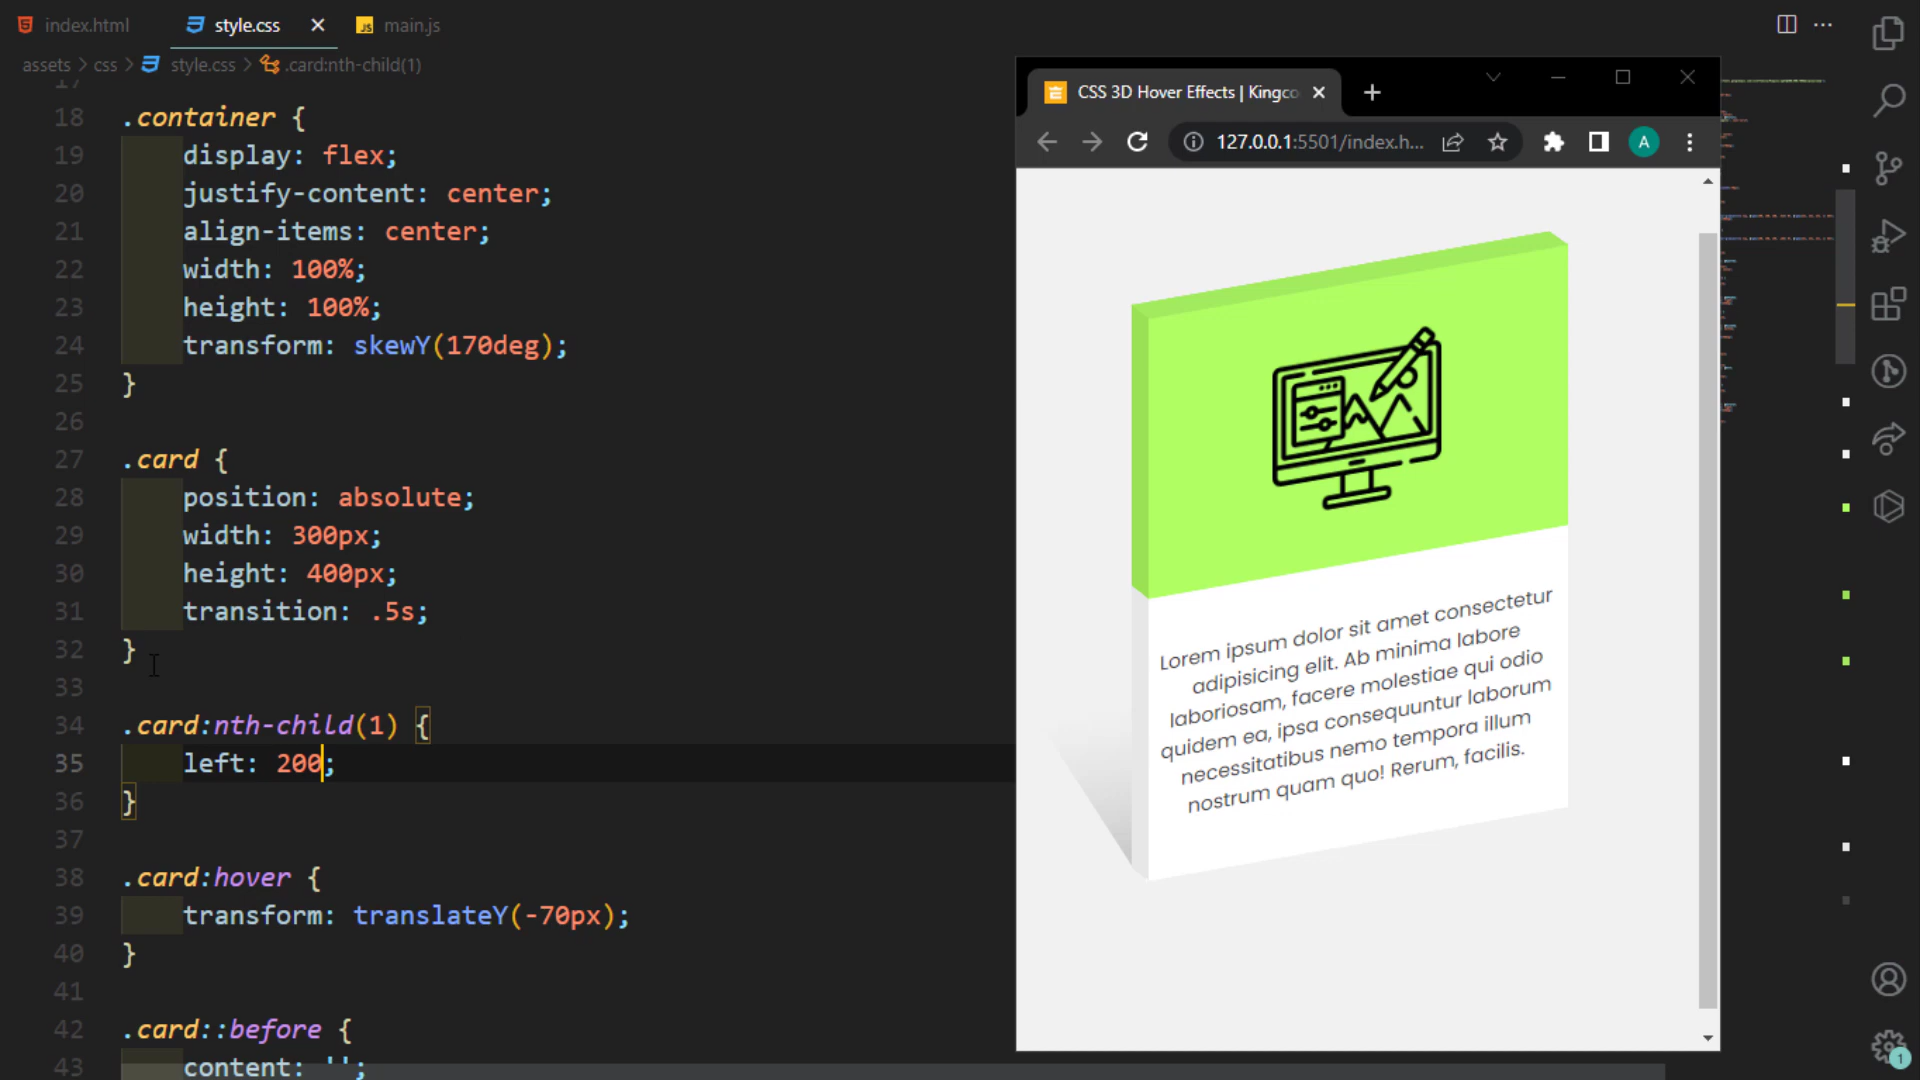 index.html
style.css
JS main.js
assets > css > style.css > .card:nth-child(1)
17
18 .container {
19 display: flex;
20 justify-content: center;
21 align-items: center;
22 width: 100%;
23 height: 100%;
24 transform: skewY(170deg);
25 }
26
27 .card {
28 position: absolute;
29 width: 300px;
30 height: 400px;
31 transition: .5s;
32 }
33
34 .card:nth-child(1) {
35 left: 200;
36 }
37
38 .card:hover {
39 transform: translateY(-70px);
40 }
41
42 .card::before {
43 content: '';
CSS 3D Hover Effects | Kingco
127.0.0.1:5501/index.h...
A
Lorem ipsum dolor sit amet consectetur
adipisicing elit. Ab minima labore
laboriosam, facere molestiae qui odio
quidem ea, ipsa consequuntur laborum
necessitatibus nemo tempora illum
nostrum quam quo! Rerum, facilis.
1